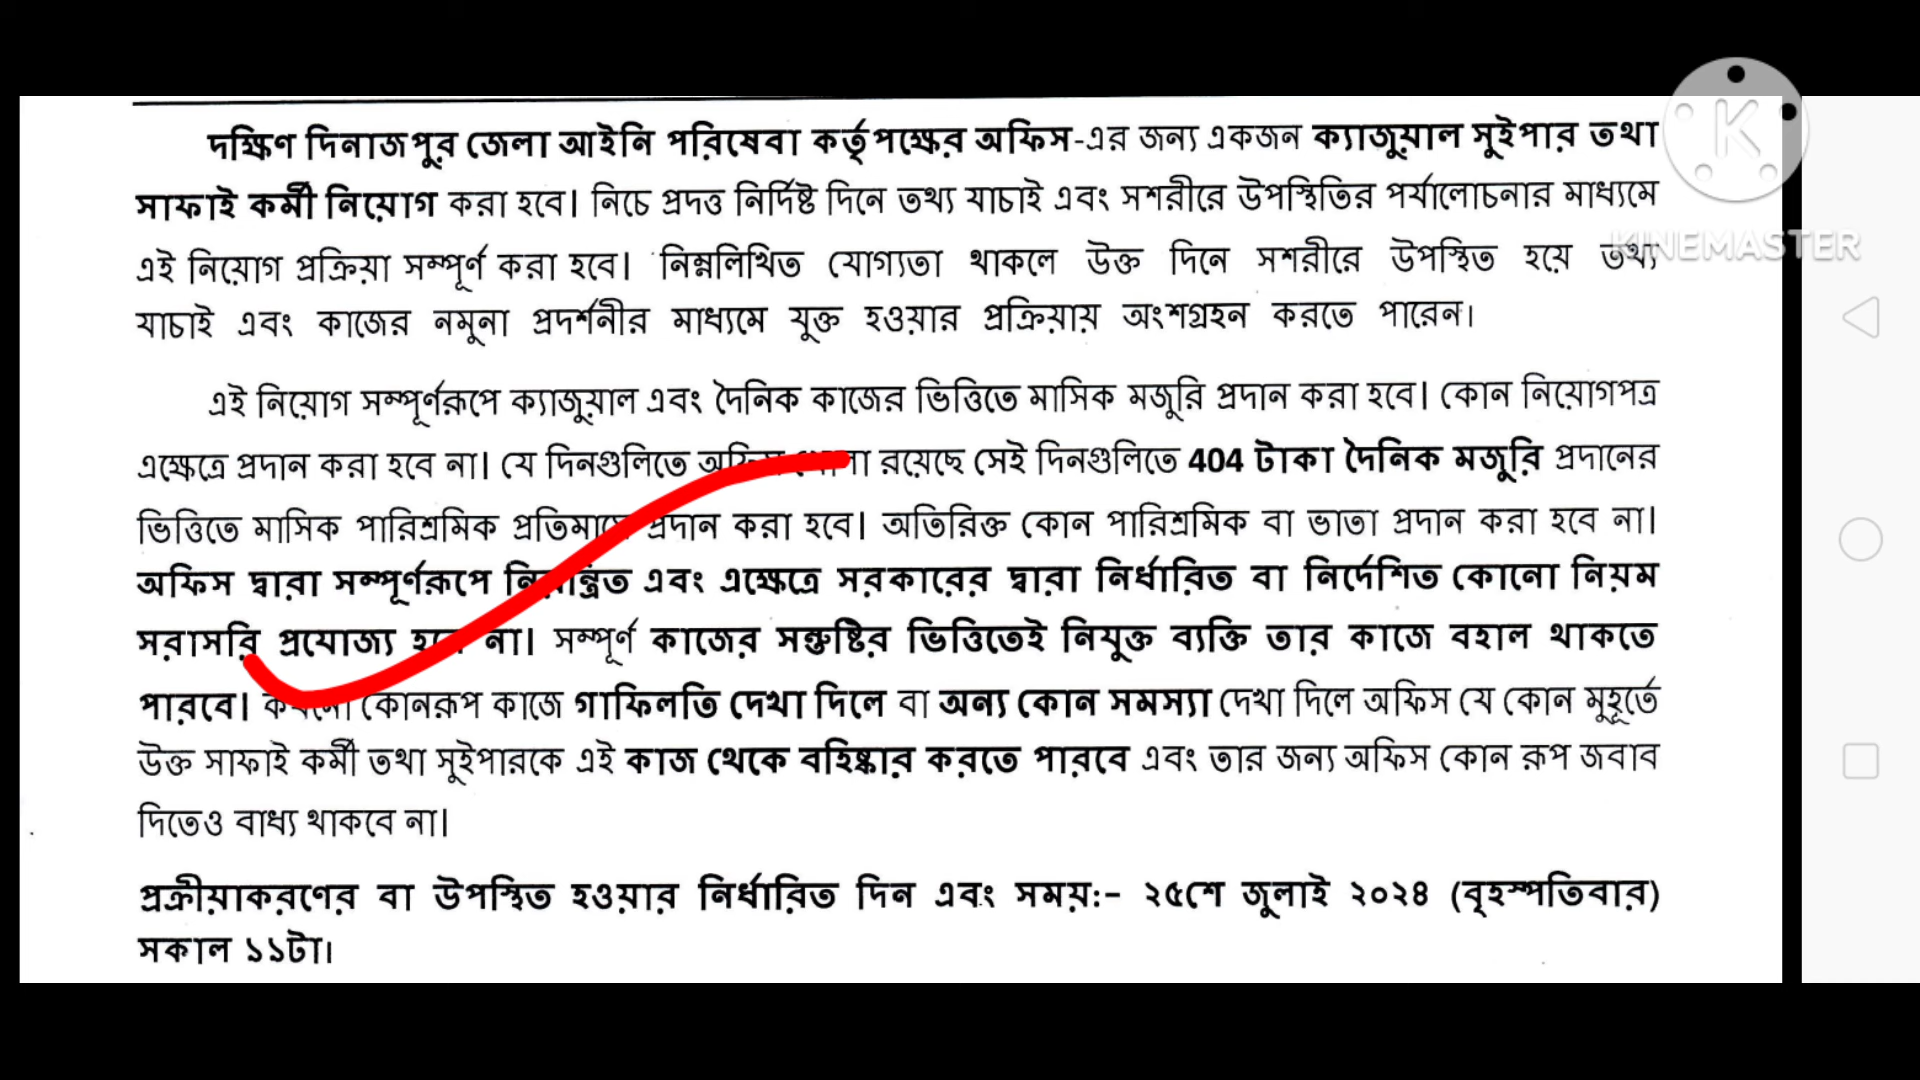 দক্ষিণ দিনাজপুর জেলা আইনি পরিষেবা কর্তৃপক্ষের অফিস-এর জন্য একজন ক্যাজুয়াল সুইপার তথা
সাফাই কর্মী নিয়োগ করা হবে। নিচে প্রদত্ত নির্দিষ্ট দিনে তথ্য যাচাই এবং সশরীরে উপস্থিতির পর্যালোচনার মাধ্যমে
এই নিয়োগ প্রক্রিয়া সম্পূর্ণ করা হবে। নিম্নলিখিত যোগ্যতা থাকলে উক্ত দিনে সশরীরে উপস্থিত হয়ে তথ্য
যাচাই এবং কাজের নমুনা প্রদর্শনীর মাধ্যমে যুক্ত হওয়ার প্রক্রিয়ায় অংশগ্রহন করতে পারেন।
এই নিয়োগ সম্পূর্ণরূপে ক্যাজুয়াল এবং দৈনিক কাজের ভিত্তিতে মাসিক মজুরি প্রদান করা হবে। কোন নিয়োগপত্র
এক্ষেত্রে প্রদান করা হবে না। যে দিনগুলিতে রয়েছে সেই দিনগুলিতে 404 টাকা দৈনিক মজুরি প্রদানের
ভিত্তিতে মাসিক পারিশ্রমিক প্রতিমাসে প্রদান করা হবে। অতিরিক্ত কোন পারিশ্রমিক বা ভাতা প্রদান করা হবে না।
অফিস দ্বারা সম্পূর্ণরূপে নিয়ন্ত্রিত এবং এক্ষেত্রে সরকারের দ্বারা নির্ধারিত বা নির্দেশিত কোনো নিয়ম
সরাসরি প্রযোজ্য হবে না। সম্পূর্ণ কাজের সন্তুষ্টির ভিত্তিতেই নিযুক্ত ব্যক্তি তার কাজে বহাল থাকতে
পারবে। কোনরূপ কাজে গাফিলতি দেখা দিলে বা অন্য কোন সমস্যা দেখা দিলে অফিস যে কোন মুহূর্তে
উক্ত সাফাই কর্মী তথা সুইপারকে এই কাজ থেকে বহিষ্কার করতে পারবে এবং তার জন্য অফিস কোন রূপ জবাব
দিতেও বাধ্য থাকবে না।
প্রক্রীয়াকরণের বা উপস্থিত হওয়ার নির্ধারিত দিন এবং সময়:- ২৫শে জুলাই ২০২৪ (বৃহস্পতিবার)
সকাল ১১টা।
K
KINEMASTER